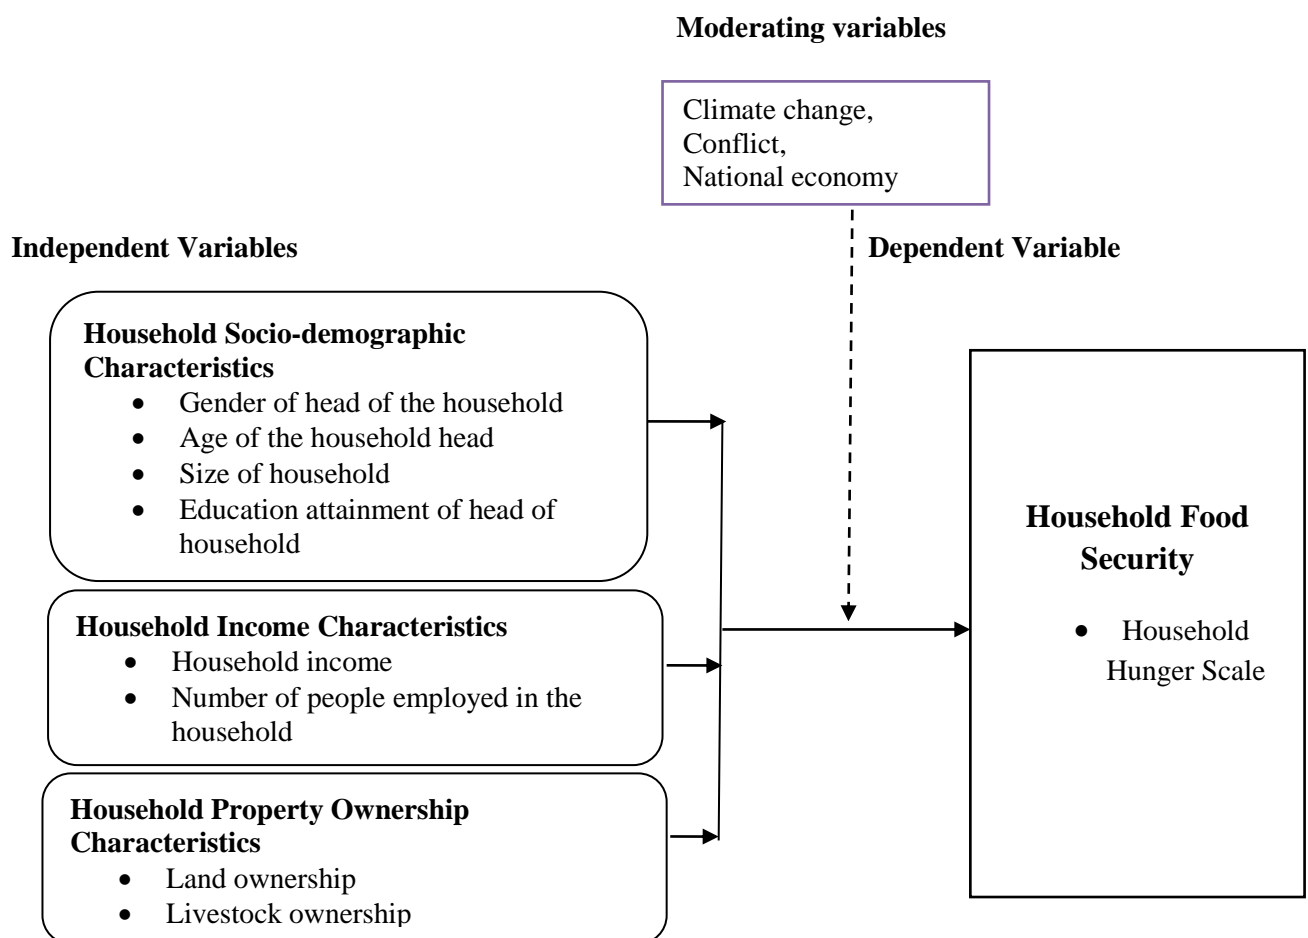 Moderating variables
Climate change,
Conflict,
National economy
Independent Variables
Dependent Variable
Household Socio-demographic
Characteristics
• Gender of head of the household
• Age of the household head
• Size of household
• Education attainment of head of
household
Household Income Characteristics
• Household income
• Number of people employed in the
household
Household Property Ownership
Characteristics
• Land ownership
• Livestock ownership
Household Food
Security
• Household
Hunger Scale